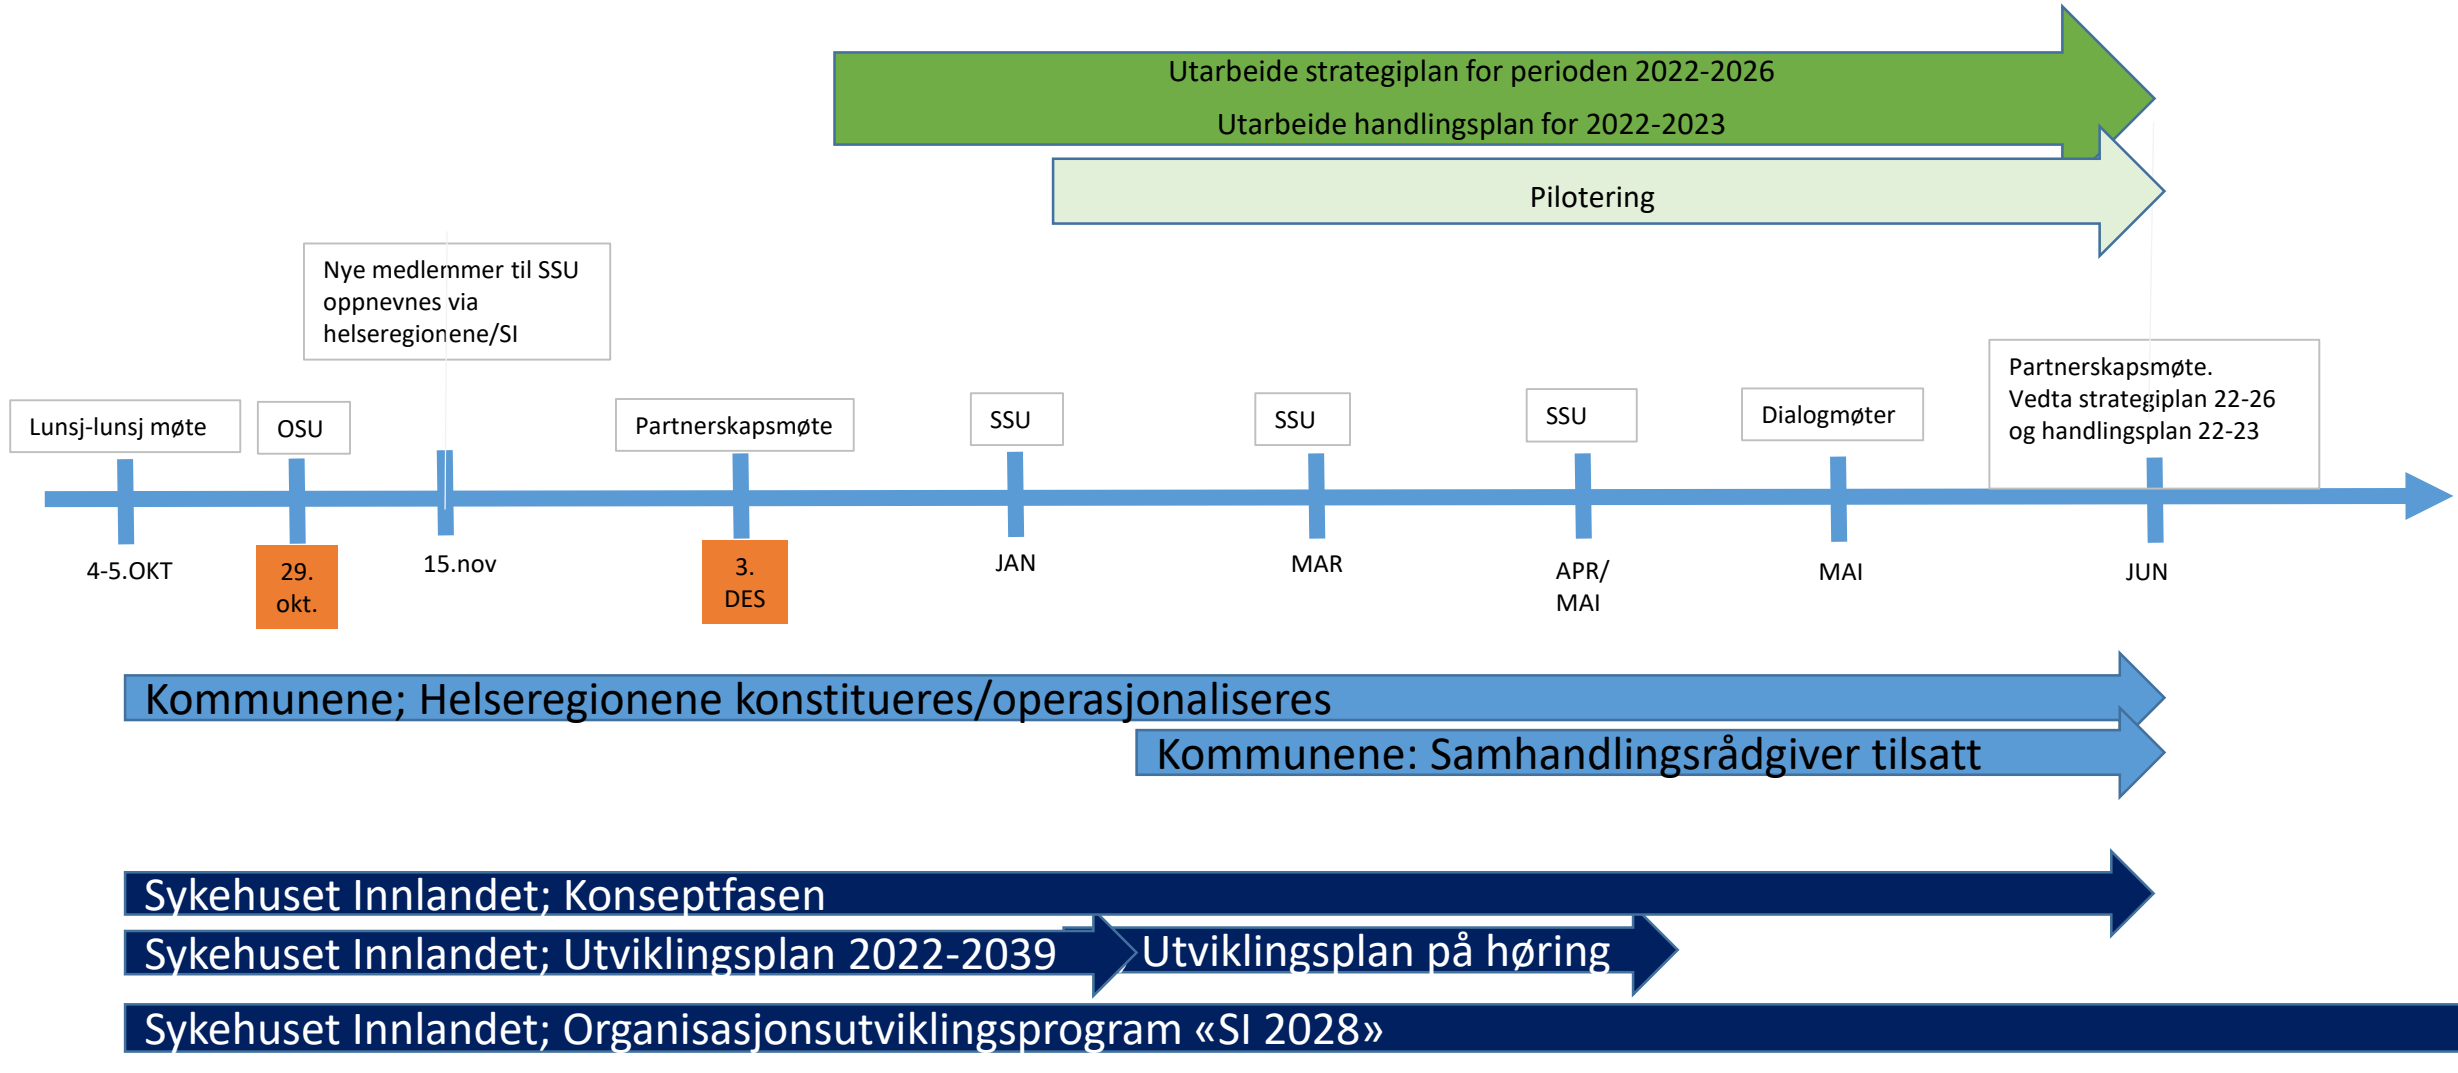 Utarbeide strategiplan for perioden 2022-2026
Utarbeide handlingsplan for 2022-2023
Pilotering
Nye medlemmer til SSU
oppnevnes via
helseregionene/SI
Lunsj-lunsj møte
OSU
Partnerskapsmøte
SSU
SSU
SSU
Dialogmøter
Partnerskapsmøte.
Vedta strategiplan 22-26
og handlingsplan 22-23
4-5.OKT
29.
okt.
15.nov
3.
DES
JAN
MAR
APR/
MAI
MAI
JUN
Kommunene; Helseregionene konstitueres/operasjonaliseres
Kommunene: Samhandlingsrådgiver tilsatt
Sykehuset Innlandet; Konseptfasen
Sykehuset Innlandet; Utviklingsplan 2022-2039
Utviklingsplan på høring
Sykehuset Innlandet; Organisasjonsutviklingsprogram «SI 2028»